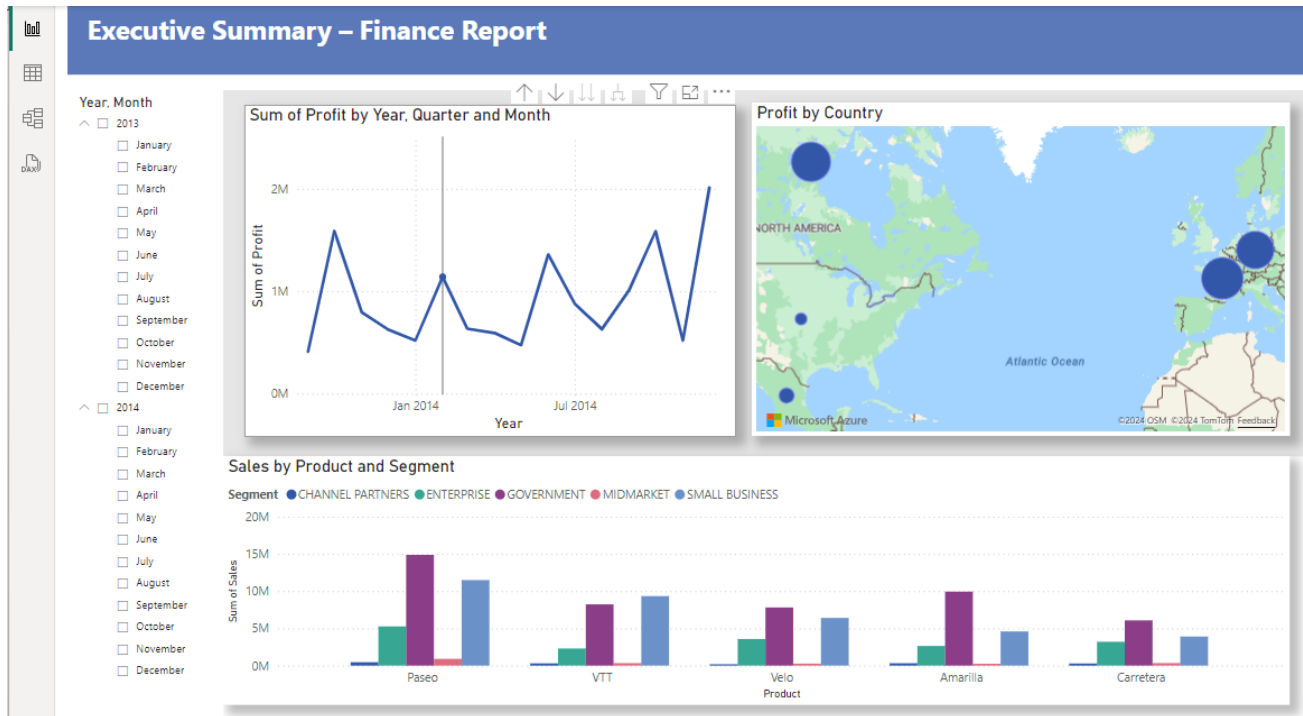 Executive Summary – Finance Report
DAX
Year, Month
2013
January
February
March
April
May
June
July
August
September
October
November
December
2014
January
February
March
April
May
June
July
August
September
October
November
December
Sum of Profit by Year, Quarter and Month
Sum of Profit
2M
1M
0M
Jan 2014
Jul 2014
Year
Profit by Country
NORTH AMERICA
Atlantic Ocean
Microsoft Azure
©2024 OSM ©2024 TomTom Feedback
Sales by Product and Segment
Segment CHANNEL PARTNERS ENTERPRISE GOVERNMENT MIDMARKET SMALL BUSINESS
Sum of Sales
20M
15M
10M
5M
0M
Paseo VTT Velo Amarilla Carretera
Product